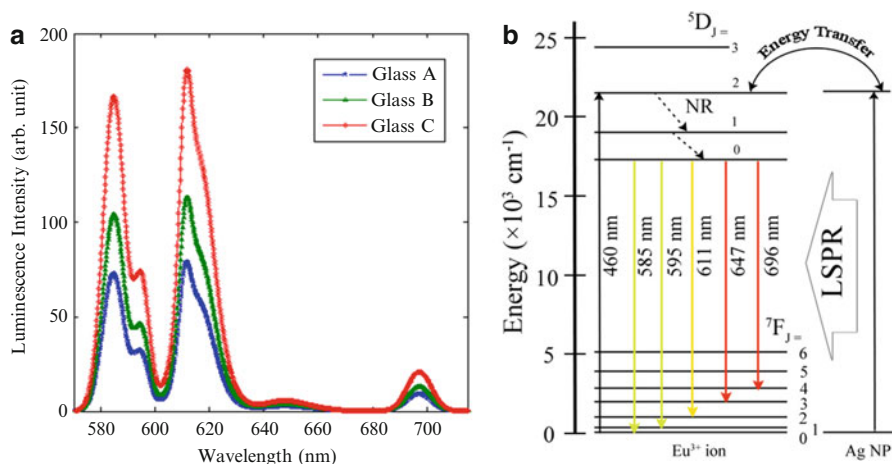 a
200
150
100
50
0
Luminescence Intensity (arb. unit)
Glass A
Glass B
Glass C
580 600 620 640 660 680 700
Wavelength (nm)
b
25
20
15
10
5
0
Energy (×10³ cm⁻¹)
⁵D J =
3
2
1
0
Energy Transfer
NR
460 nm
585 nm
595 nm
611 nm
647 nm
696 nm
LSPR
⁷F J =
6
5
4
3
2
1
0
Eu³⁺ ion
Ag NP